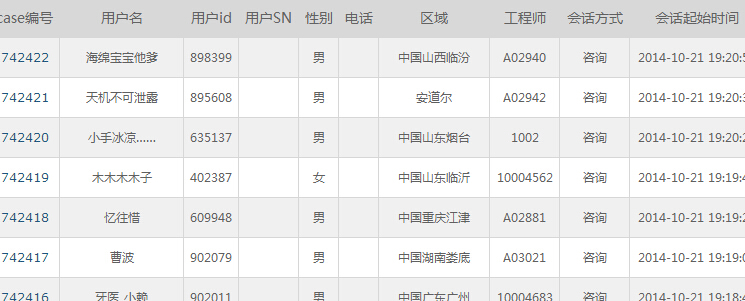 case编号 用户名 用户id 用户SN 性别 电话 区域 工程师 会话方式 会话起始时间
742422 海绵宝宝他爹 898399 男 中国山西临汾 A02940 咨询 2014-10-21 19:20:5
742421 天机不可泄露 895608 男 安道尔 A02942 咨询 2014-10-21 19:20:3
742420 小手冰凉...... 635137 男 中国山东烟台 1002 咨询 2014-10-21 19:20:2
742419 木木木木子 402387 女 中国山东临沂 10004562 咨询 2014-10-21 19:19:4
742418 忆往惜 609948 男 中国重庆江津 A02881 咨询 2014-10-21 19:19:2
742417 曹波 902079 男 中国湖南娄底 A03021 咨询 2014-10-21 19:19:0
742416 牙医 小赖 902011 男 中国广东广州 10004683 咨询 2014-10-21 19:18:4